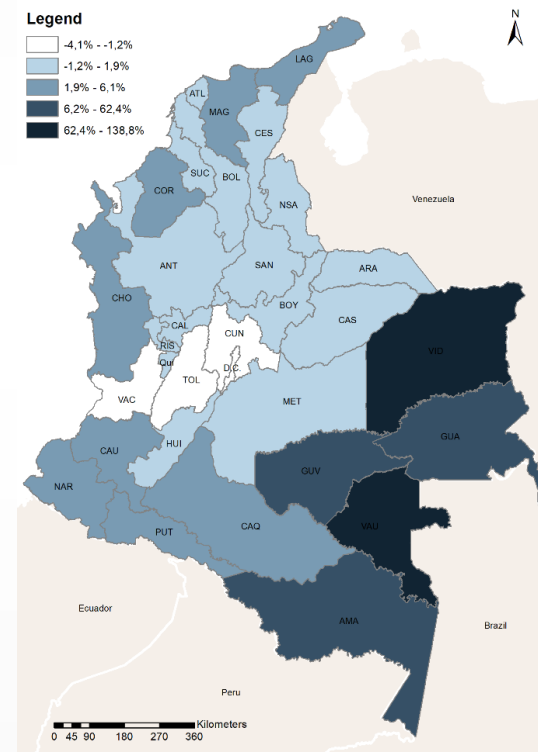 Legend
-4,1% - -1,2%
-1,2% - 1,9%
1,9% - 6,1%
6,2% - 62,4%
62,4% - 138,8%
N
LAG
ATL
MAG
CES
SUC
BOL
COR
NSA
Venezuela
ANT
SAN
ARA
CHO
BOY
CAS
CAL
CUN
RIS
VID
Qui
D.C.
TOL
VAC
MET
GUA
HUI
CAU
GUV
NAR
PUT
CAQ
VAU
Ecuador
AMA
Brazil
Peru
Kilometers
0 45 90 180 270 360